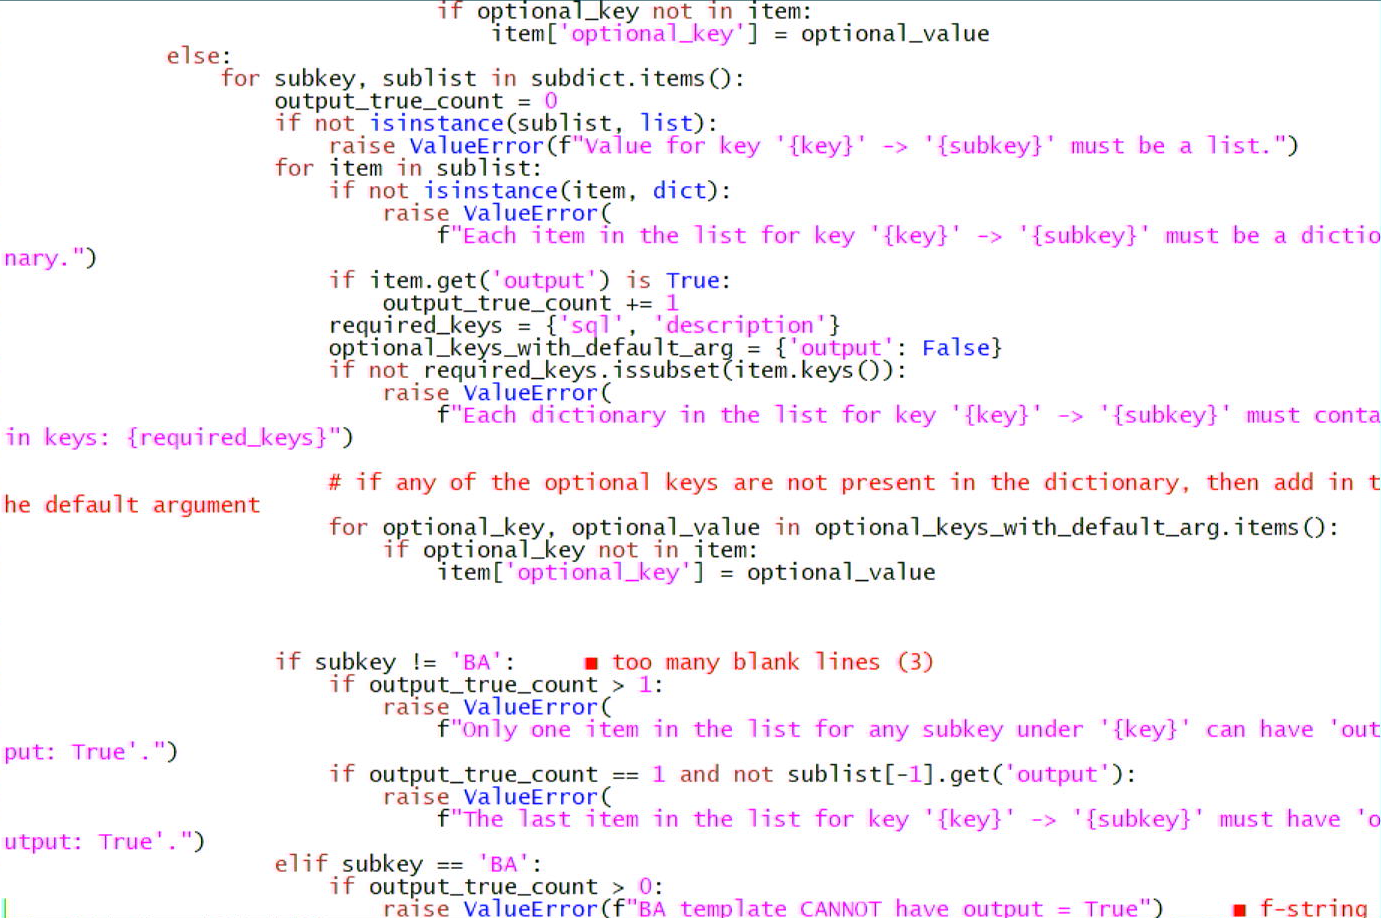 if optional_key not in item:
item['optional_key'] = optional_value
else:
for subkey, sublist in subdict.items():
output_true_count = 0
if not isinstance(sublist, list):
raise ValueError(f"Value for key '{key}' -> '{subkey}' must be a list.")
for item in sublist:
if not isinstance(item, dict):
raise ValueError(
f"Each item in the list for key '{key}' -> '{subkey}' must be a dictio
nary.")
if item.get('output') is True:
output_true_count += 1
required_keys = {'sql', 'description'}
optional_keys_with_default_arg = {'output': False}
if not required_keys.issubset(item.keys()):
raise ValueError(
f"Each dictionary in the list for key '{key}' -> '{subkey}' must conta
in keys: {required_keys}")
# if any of the optional keys are not present in the dictionary, then add in t
he default argument
for optional_key, optional_value in optional_keys_with_default_arg.items():
if optional_key not in item:
item['optional_key'] = optional_value
if subkey != 'BA':     ■ too many blank lines (3)
if output_true_count > 1:
raise ValueError(
f"Only one item in the list for any subkey under '{key}' can have 'out
put: True'.")
if output_true_count == 1 and not sublist[-1].get('output'):
raise ValueError(
f"The last item in the list for key '{key}' -> '{subkey}' must have 'o
utput: True'.")
elif subkey == 'BA':
if output_true_count > 0:
raise ValueError(f"BA template CANNOT have output = True")     ■ f-string